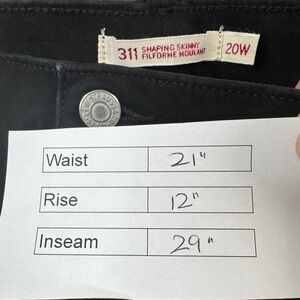 311 SHAPING SKINNY
FILFORME MOULANT
20W
Waist 21"
Rise 12"
Inseam 29"